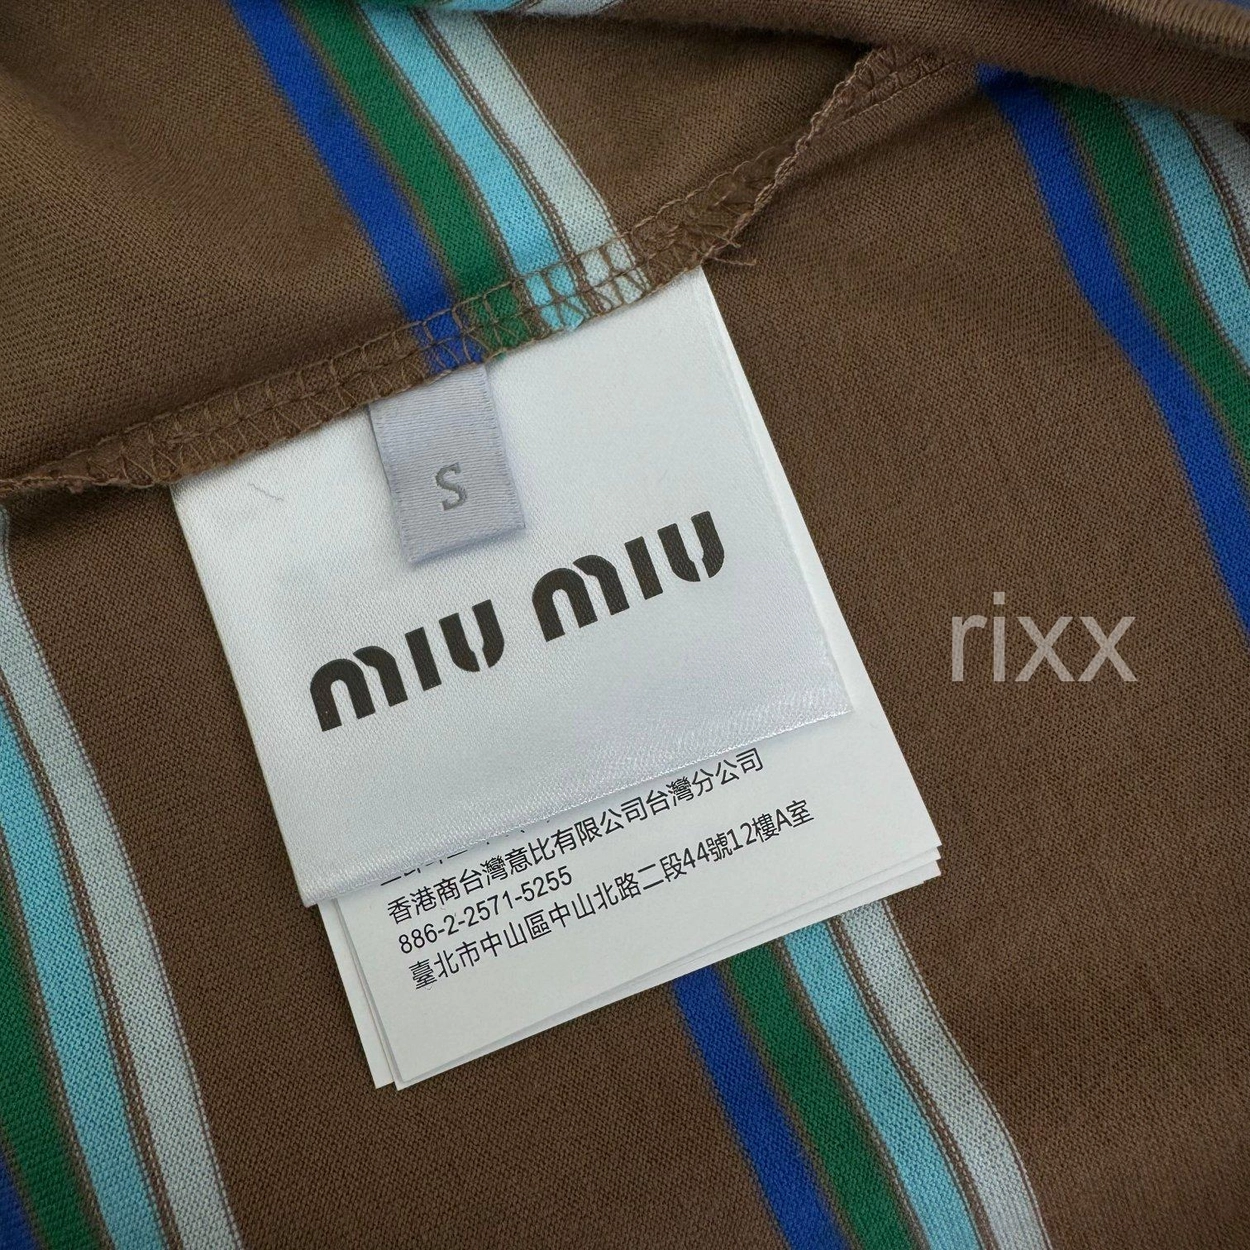 S
MIU MIU
香港商台灣意比有限公司台灣分公司
886-2-2571-5255
臺北市中山區中山北路二段44號12樓A室
rixx